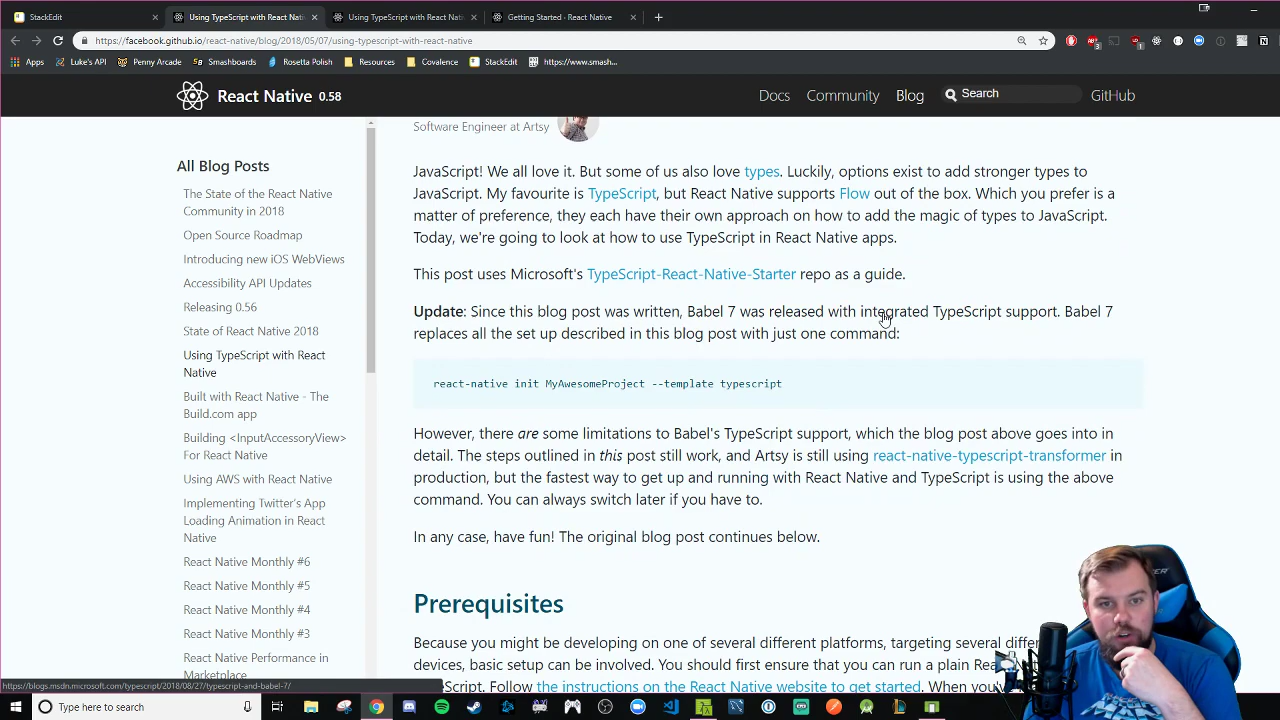 StackEdit
Using TypeScript with React Nati
Using TypeScript with React Nati
Getting Started · React Native
https://facebook.github.io/react-native/blog/2018/05/07/using-typescript-with-react-native
Apps
Luke's API
Penny Arcade
Smashboards
Rosetta Polish
Resources
Covalence
StackEdit
https://www.smash...
React Native 0.58
Docs
Community
Blog
Search
GitHub
All Blog Posts
The State of the React Native
Community in 2018
Open Source Roadmap
Introducing new iOS WebViews
Accessibility API Updates
Releasing 0.56
State of React Native 2018
Using TypeScript with React
Native
Built with React Native - The
Build.com app
Building <InputAccessoryView>
For React Native
Using AWS with React Native
Implementing Twitter's App
Loading Animation in React
Native
React Native Monthly #6
React Native Monthly #5
React Native Monthly #4
React Native Monthly #3
React Native Performance in
Marketplace
Software Engineer at Artsy
JavaScript! We all love it. But some of us also love types. Luckily, options exist to add stronger types to
JavaScript. My favourite is TypeScript, but React Native supports Flow out of the box. Which you prefer is a
matter of preference, they each have their own approach on how to add the magic of types to JavaScript.
Today, we're going to look at how to use TypeScript in React Native apps.
This post uses Microsoft's TypeScript-React-Native-Starter repo as a guide.
Update: Since this blog post was written, Babel 7 was released with integrated TypeScript support. Babel 7
replaces all the set up described in this blog post with just one command:
react-native init MyAwesomeProject --template typescript
However, there are some limitations to Babel's TypeScript support, which the blog post above goes into in
detail. The steps outlined in this post still work, and Artsy is still using react-native-typescript-transformer in
production, but the fastest way to get up and running with React Native and TypeScript is using the above
command. You can always switch later if you have to.
In any case, have fun! The original blog post continues below.
Prerequisites
Because you might be developing on one of several different platforms, targeting several differ
devices, basic setup can be involved. You should first ensure that you can run a plain Rea
Script. Follow the instructions on the React Native website to get started. When you've
https://blogs.msdn.microsoft.com/typescript/2018/08/27/typescript-and-babel-7/
Type here to search